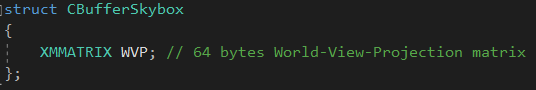 struct CBufferSkybox
{
XMMATRIX WVP; // 64 bytes World-View-Projection matrix
};